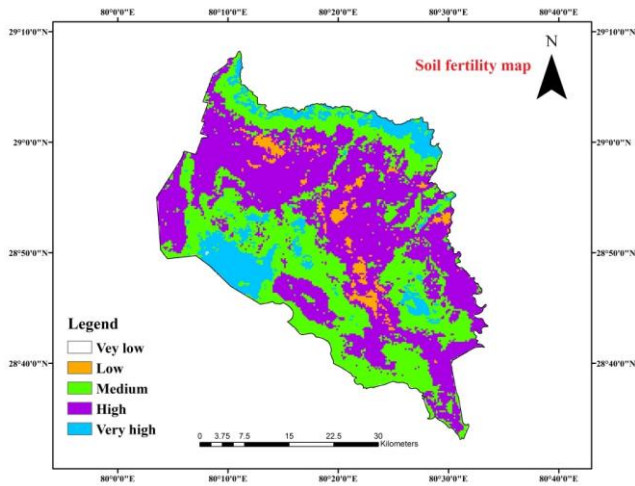 80°0'0"E 80°10'0"E 80°20'0"E 80°30'0"E 80°40'0"E
29°10'0"N 29°10'0"N
N
Soil fertility map
29°0'0"N 29°0'0"N
28°50'0"N 28°50'0"N
Legend
Vey low
Low
Medium
High
Very high
28°40'0"N 28°40'0"N
0 3.75 7.5 15 22.5 30
Kilometers
80°0'0"E 80°10'0"E 80°20'0"E 80°30'0"E 80°40'0"E